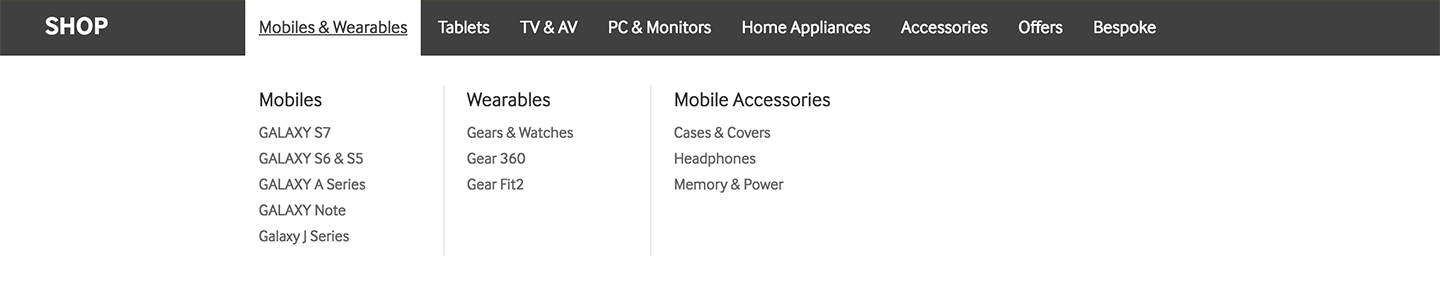 SHOP Mobiles & Wearables Tablets TV & AV PC & Monitors Home Appliances Accessories Offers Bespoke
Mobiles
GALAXY S7
GALAXY S6 & S5
GALAXY A Series
GALAXY Note
Galaxy J Series
Wearables
Gears & Watches
Gear 360
Gear Fit2
Mobile Accessories
Cases & Covers
Headphones
Memory & Power